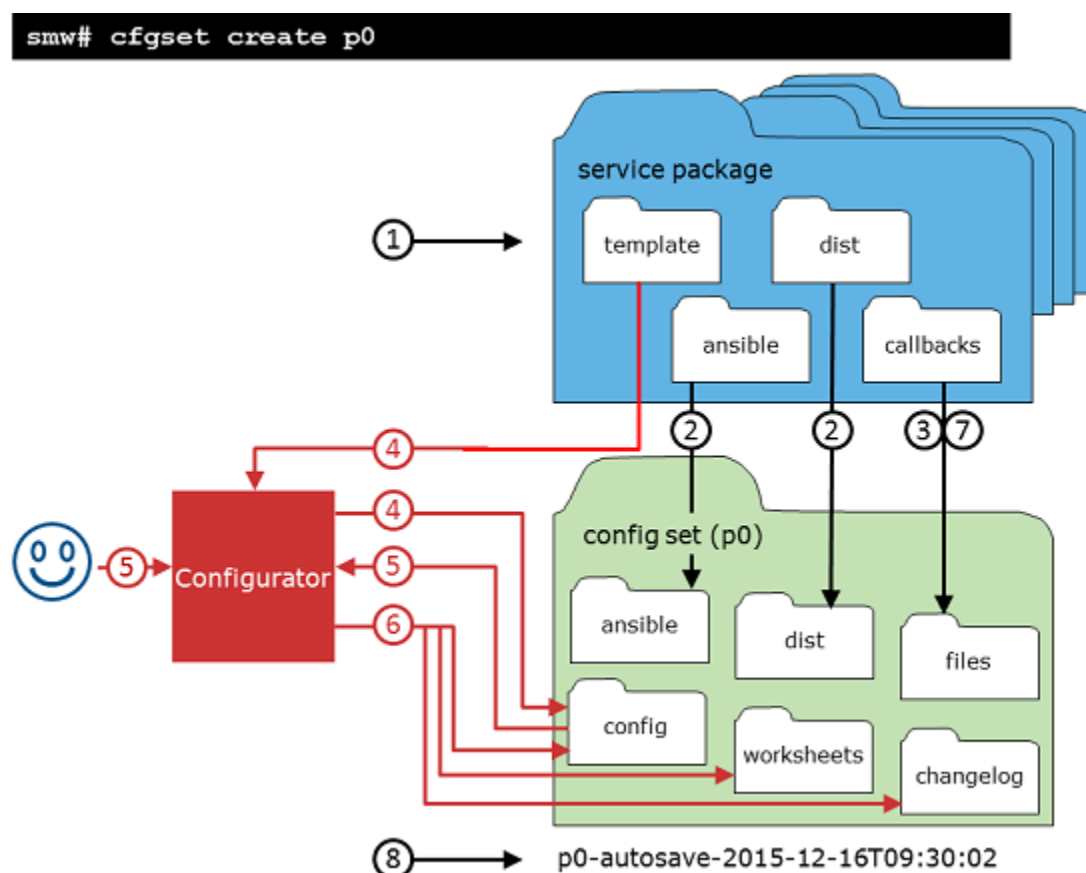 smw# cfgset create p0
service package
template
dist
1
ansible
callbacks
2
2
3
7
4
4
config set (p0)
5
5
Configurator
ansible
dist
files
6
config
worksheets
changelog
8
p0-autosave-2015-12-16T09:30:02